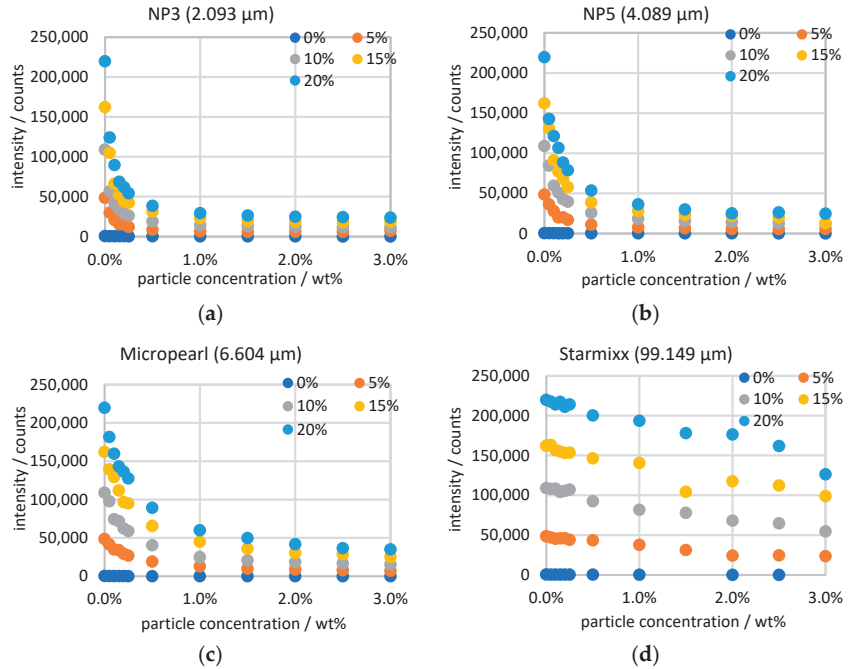 NP3 (2.093 µm)
250,000
200,000
150,000
100,000
50,000
0
intensity / counts
0% 5%
10% 15%
20%
0.0% 1.0% 2.0% 3.0%
particle concentration / wt%
(a)
NP5 (4.089 µm)
250,000
200,000
150,000
100,000
50,000
0
intensity / counts
0% 5%
10% 15%
20%
0.0% 1.0% 2.0% 3.0%
particle concentration / wt%
(b)
Micropearl (6.604 µm)
250,000
200,000
150,000
100,000
50,000
0
intensity / counts
0% 5%
10% 15%
20%
0.0% 1.0% 2.0% 3.0%
particle concentration / wt%
(c)
Starmixx (99.149 µm)
250,000
200,000
150,000
100,000
50,000
0
intensity / counts
0% 5%
10% 15%
20%
0.0% 1.0% 2.0% 3.0%
particle concentration / wt%
(d)